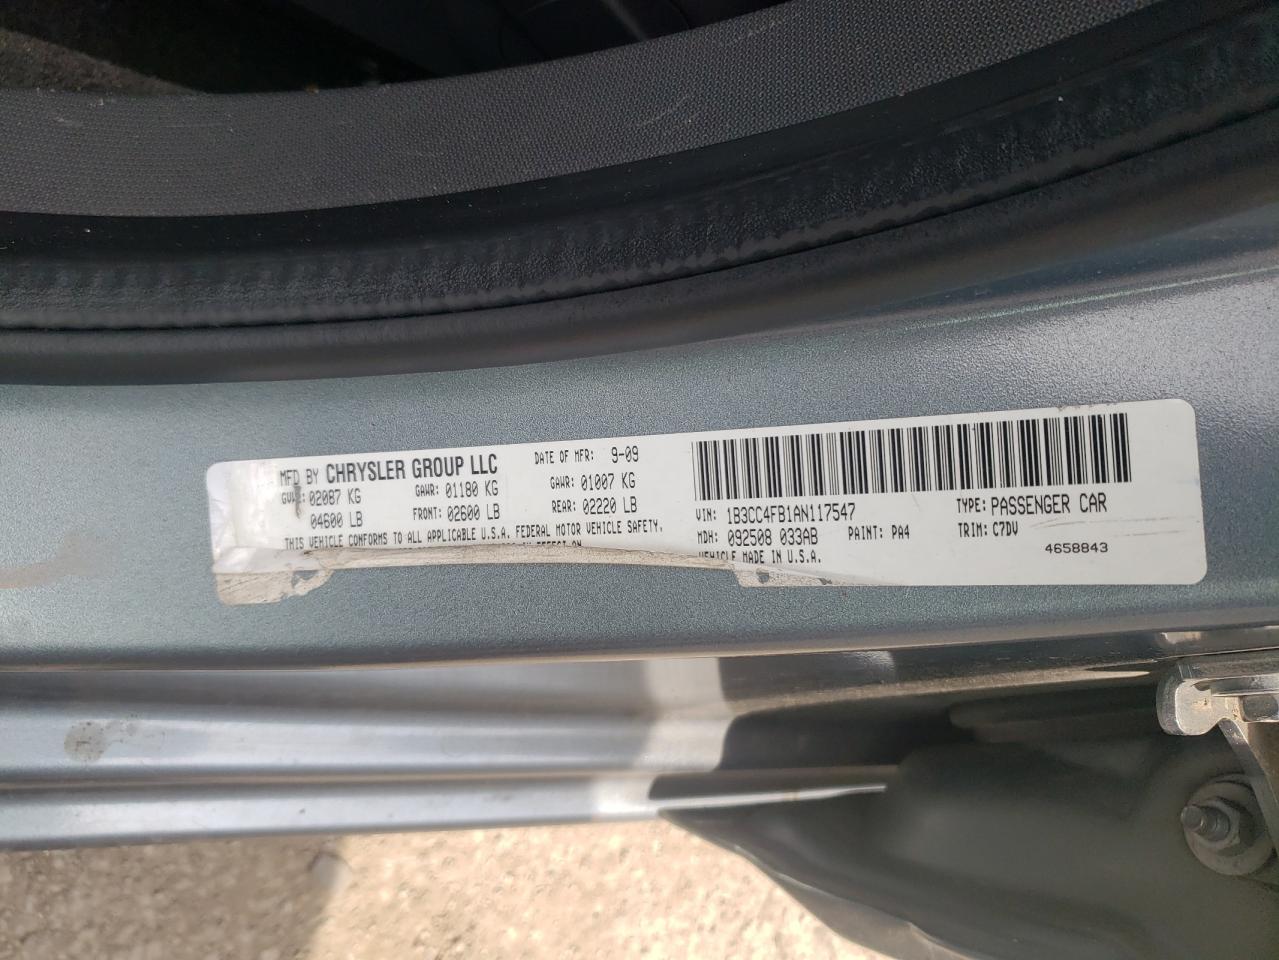 MFD BY CHRYSLER GROUP LLC DATE OF MFR: 9-09
02087 KG GAWR: 01180 KG GAWR: 01007 KG
04600 LB FRONT: 02600 LB REAR: 02220 LB
THIS VEHICLE CONFORMS TO ALL APPLICABLE U.S.A. FEDERAL MOTOR VEHICLE SAFETY,
VIN: 1B3CC4FB1AN117547 TYPE: PASSENGER CAR
MDH: 092508 033AB PAINT: PA4 TRIM: C7DV
VEHICLE MADE IN U.S.A. 4658843